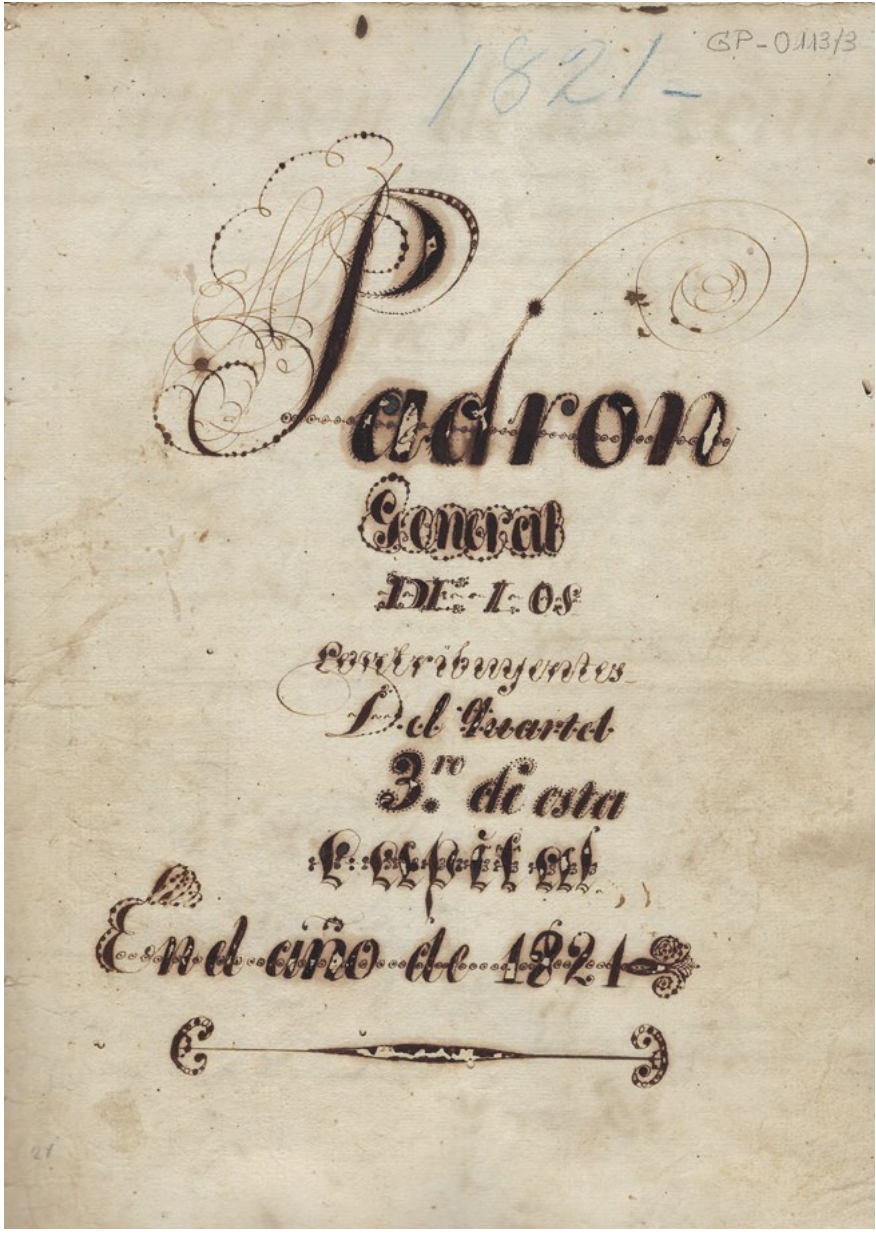 GP-0113/3
1821-
Padron
General
DE LOS
Contribuyentes
Del Quartel
3.ro de esta
Capital
En el año de 1821
21